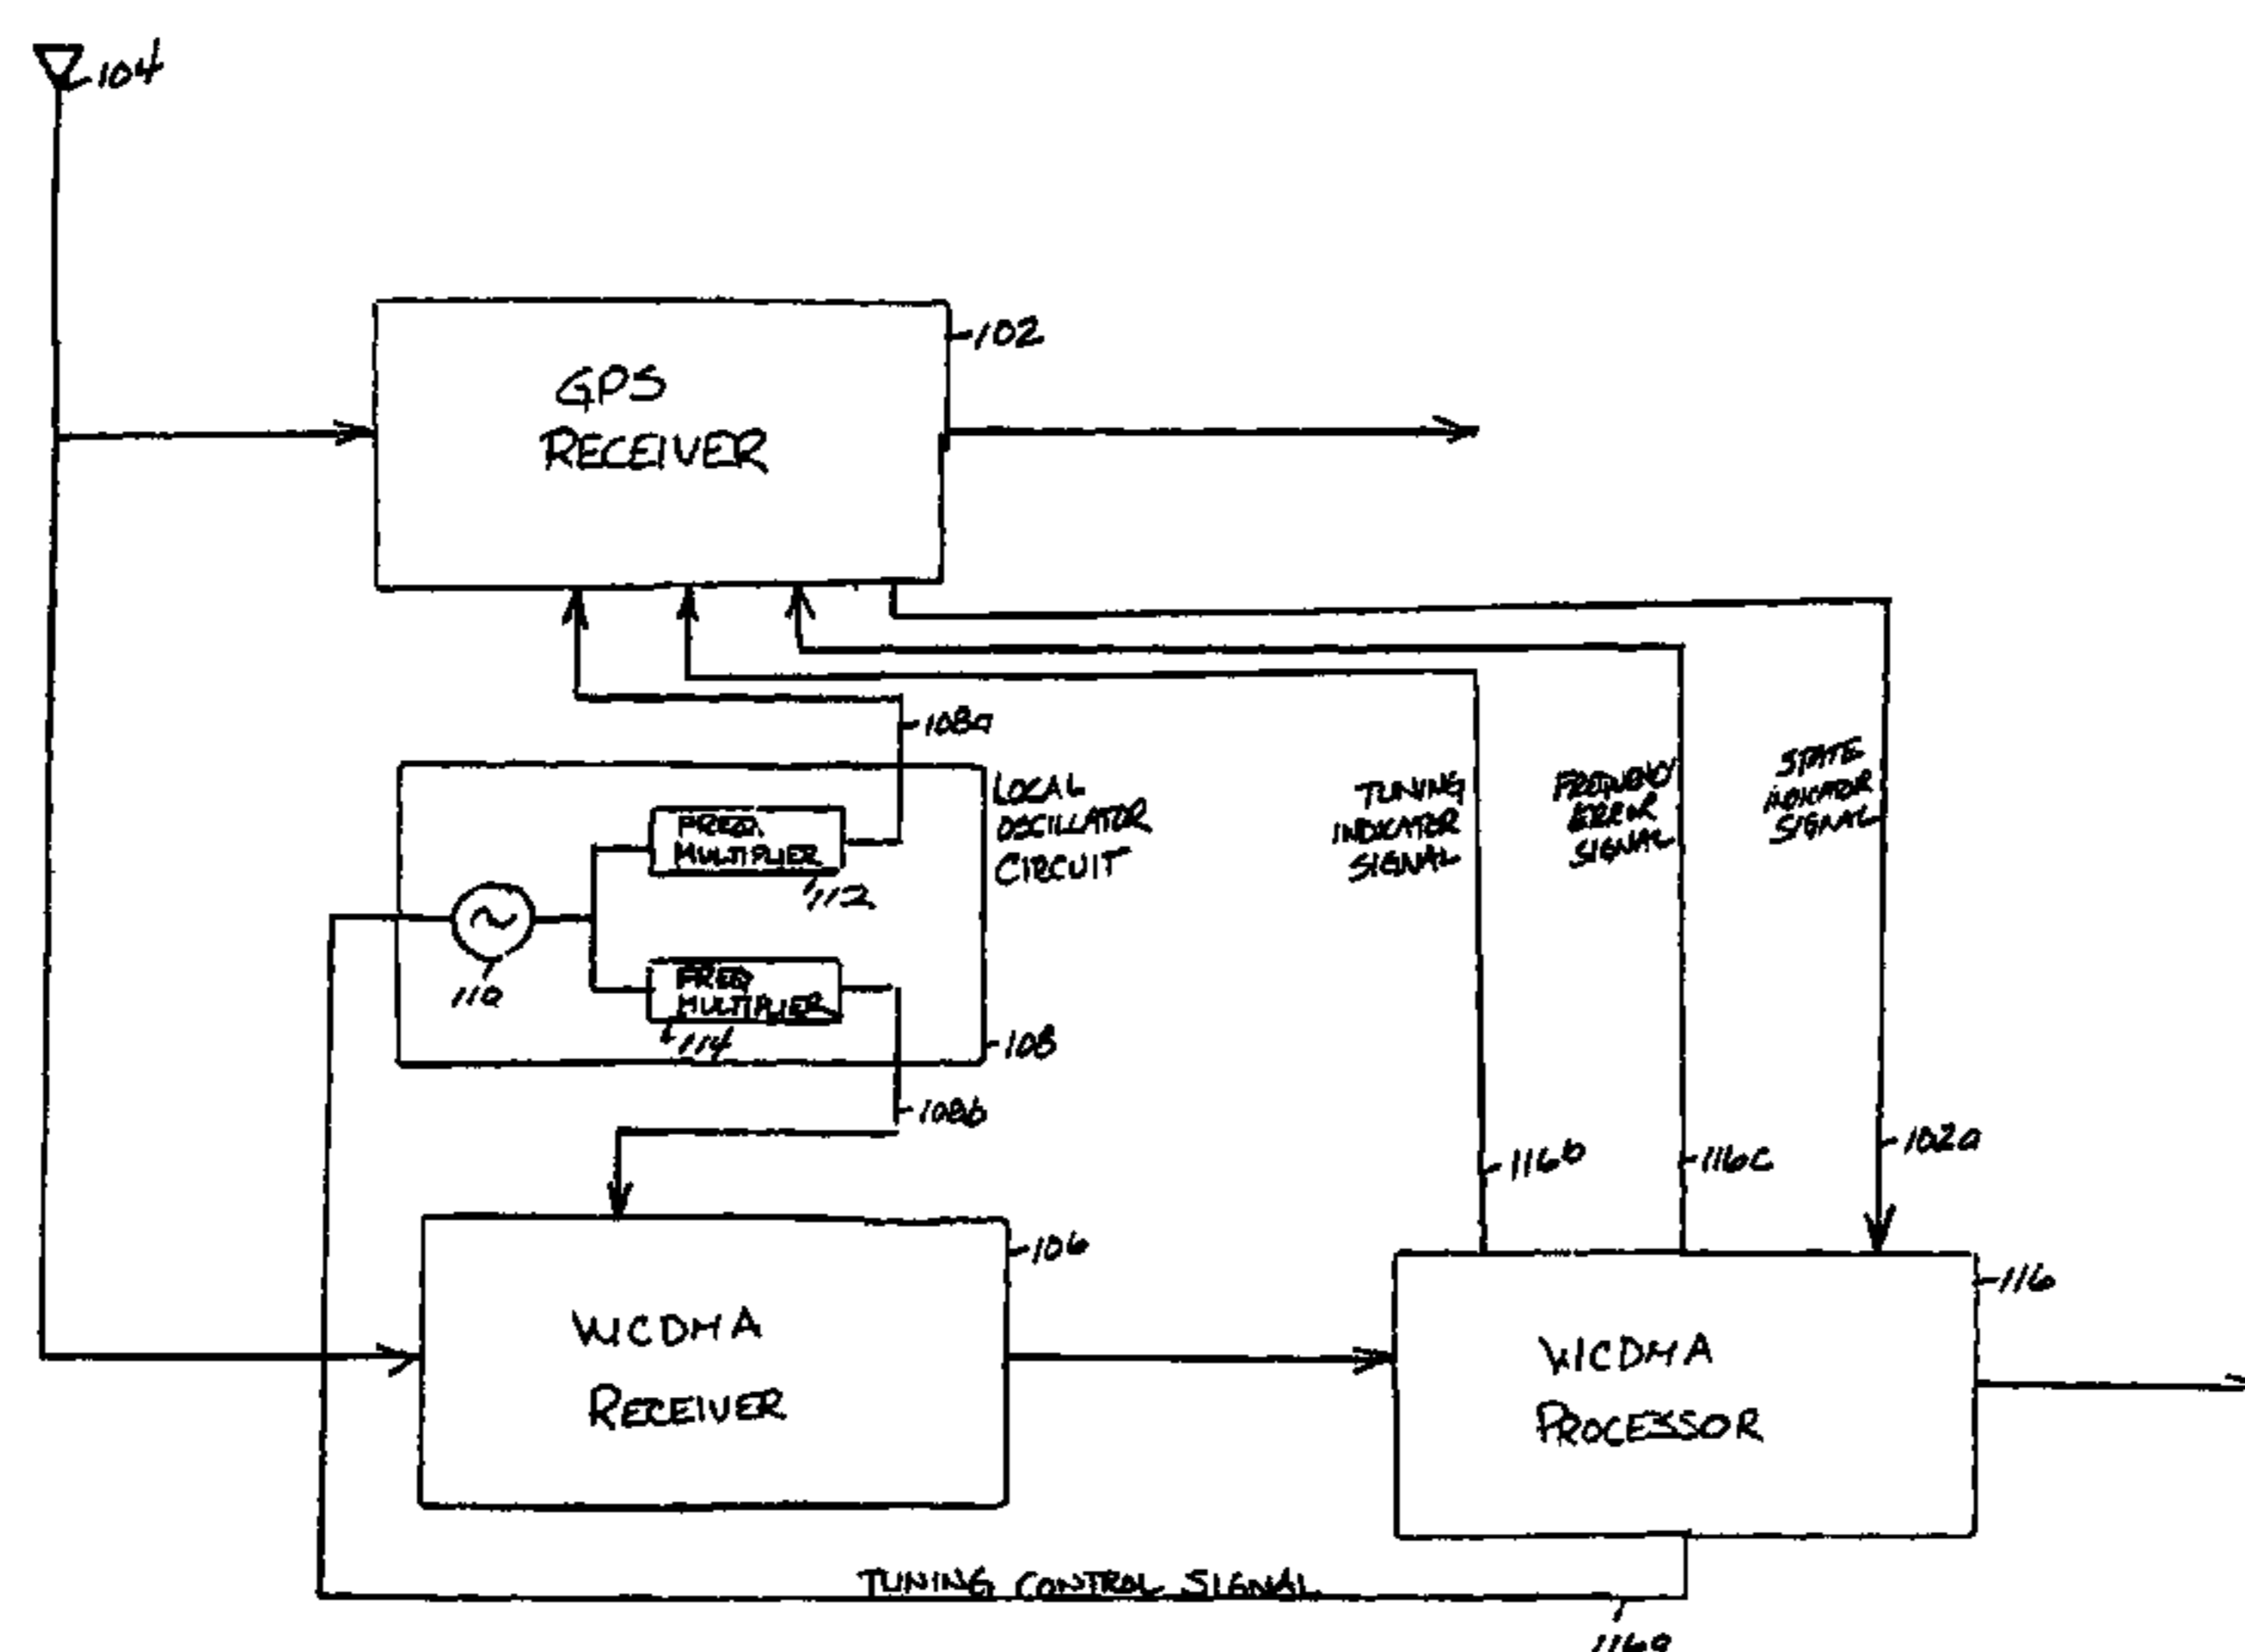 104
102
GPS
RECEIVER
108a
LOCAL
OSCILLATOR
CIRCUIT
FREQ.
MULTIPLIER
112
110
FREQ
MULTIPLIER
114
108
108b
TUNING
INDICATOR
SIGNAL
FREQUENCY
ERROR
SIGNAL
STATE
INDICATOR
SIGNAL
116b
116c
102a
106
WCDMA
RECEIVER
116
WCDMA
PROCESSOR
TUNING CONTROL SIGNAL
116a